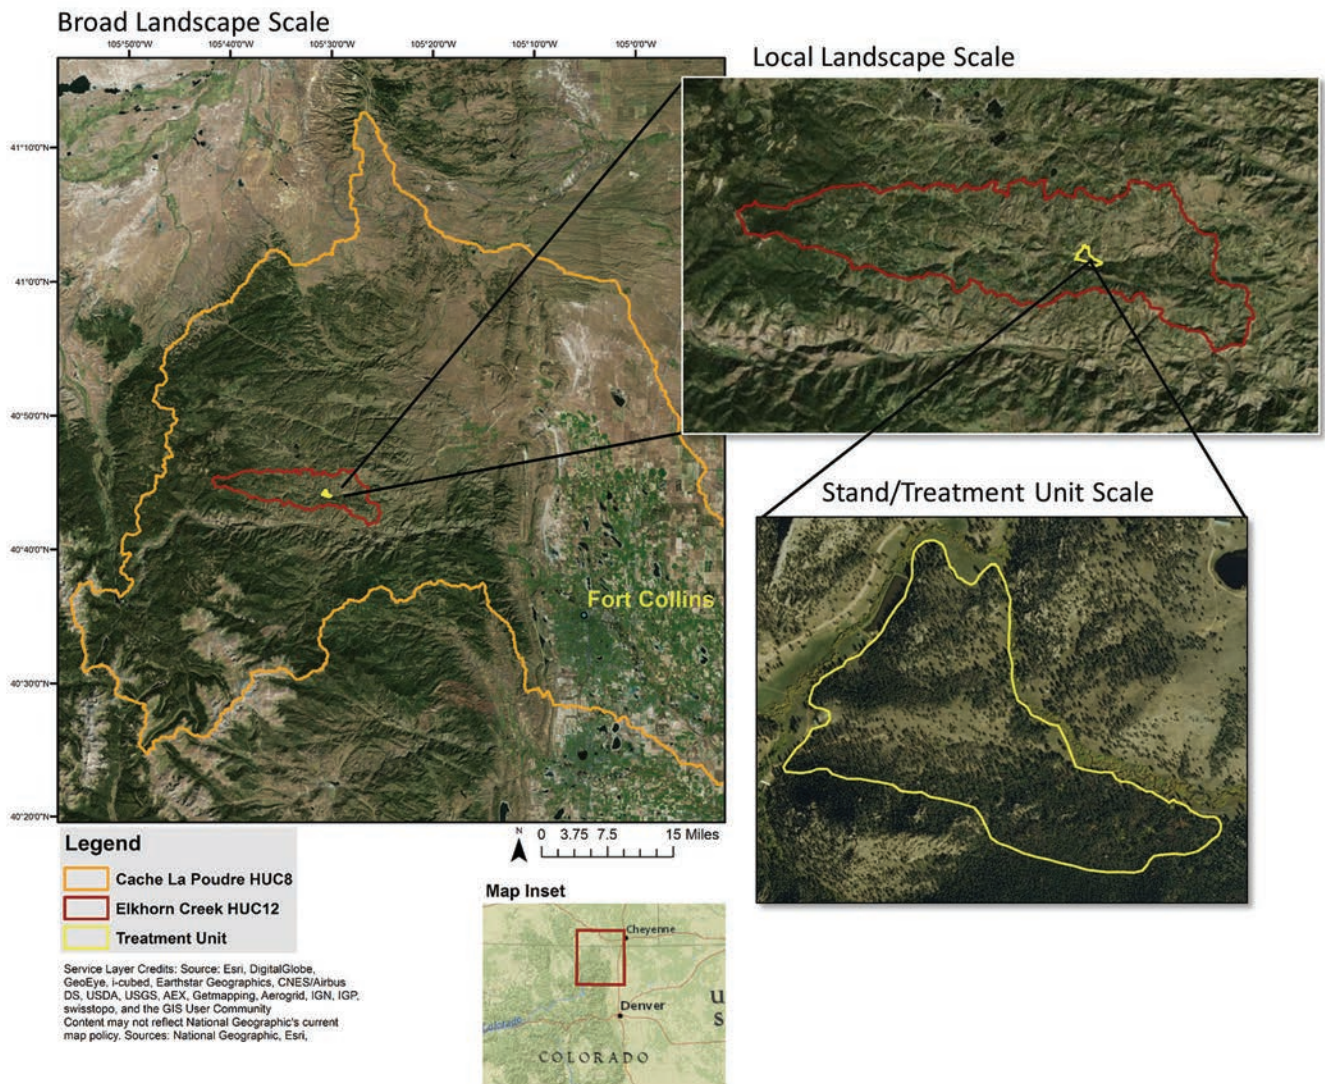 Broad Landscape Scale
105°50'0"W 105°40'0"W 105°30'0"W 105°20'0"W 105°10'0"W 105°0'0"W
Local Landscape Scale
41°10'0"N
41°0'0"N
40°50'0"N
40°40'0"N
40°30'0"N
40°20'0"N
Fort Collins
Stand/Treatment Unit Scale
Legend
Cache La Poudre HUC8
Elkhorn Creek HUC12
Treatment Unit
N 0 3.75 7.5 15 Miles
Service Layer Credits: Source: Esri, DigitalGlobe,
GeoEye, i-cubed, Earthstar Geographics, CNES/Airbus
DS, USDA, USGS, AEX, Getmapping, Aerogrid, IGN, IGP,
swisstopo, and the GIS User Community
Content may not reflect National Geographic's current
map policy. Sources: National Geographic, Esri,
Map Inset
Cheyenne
Denver
U
S
Colorado
COLORADO